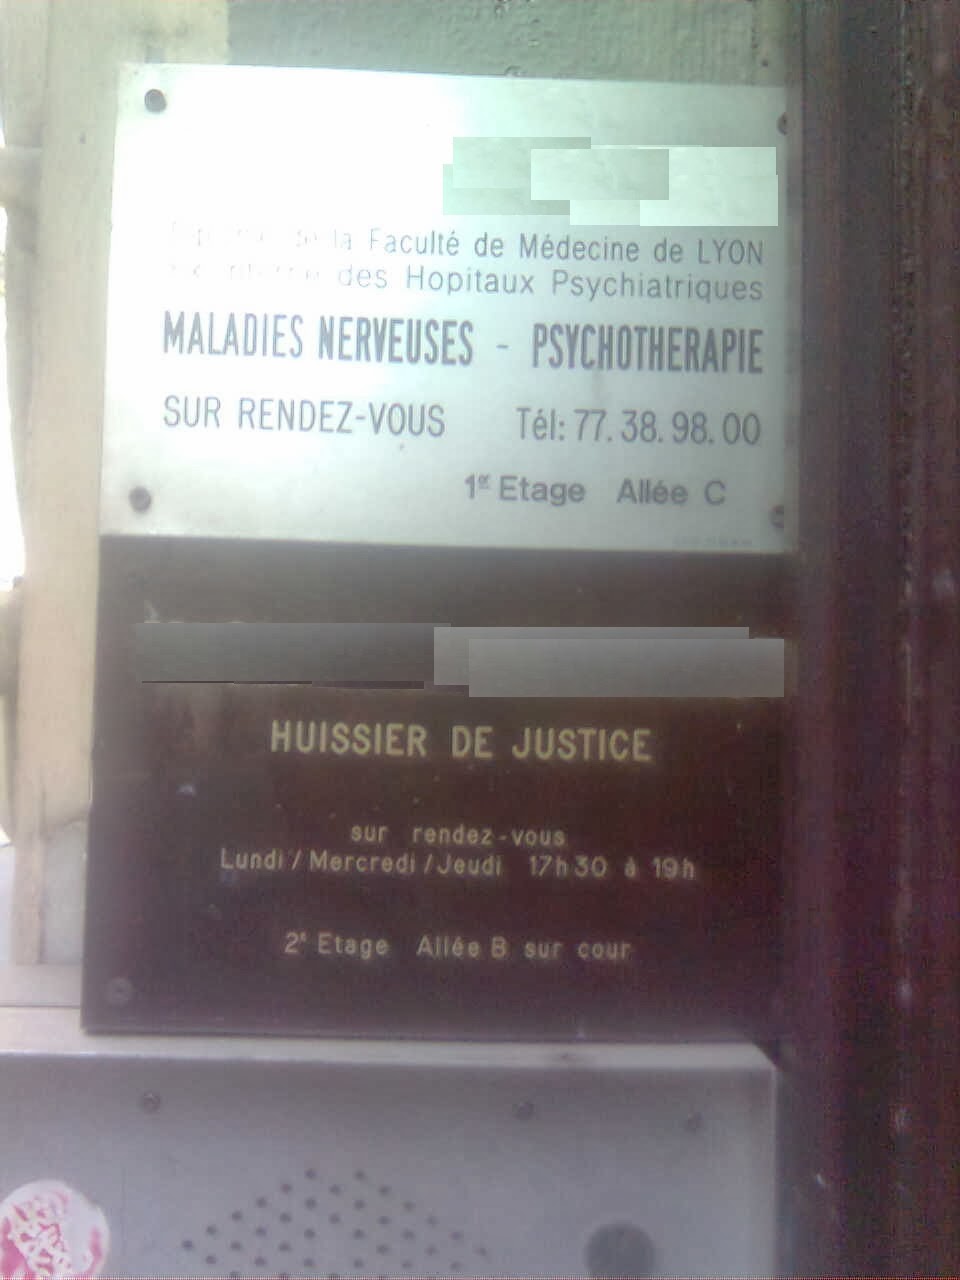 de la Faculté de Médecine de LYON
des Hopitaux Psychiatriques
MALADIES NERVEUSES - PSYCHOTHERAPIE
SUR RENDEZ-VOUS Tél: 77.38.98.00
1er Etage Allée C
HUISSIER DE JUSTICE
sur rendez-vous
Lundi / Mercredi / Jeudi 17h30 à 19h
2e Etage Allée B sur cour